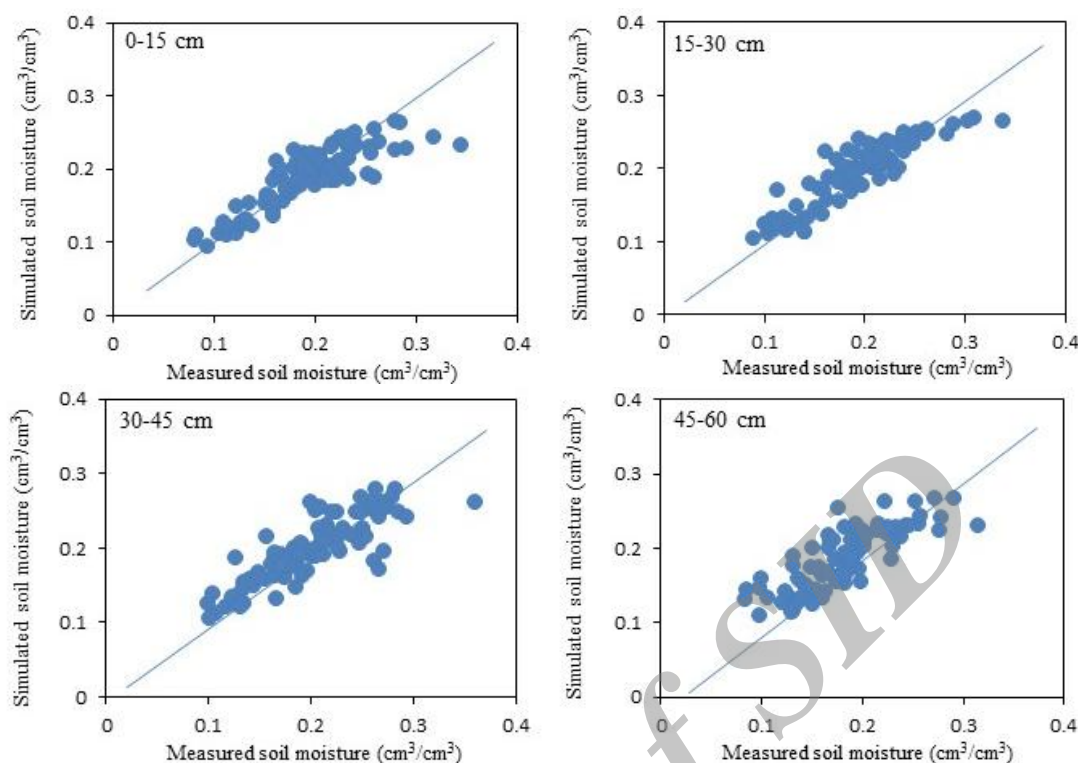 0.4
0-15 cm
0.3
0.2
0.1
0
0 0.1 0.2 0.3 0.4
Simulated soil moisture (cm³/cm³)
Measured soil moisture (cm³/cm³)
0.4
15-30 cm
0.3
0.2
0.1
0
0 0.1 0.2 0.3 0.4
Simulated soil moisture (cm³/cm³)
Measured soil moisture (cm³/cm³)
0.4
30-45 cm
0.3
0.2
0.1
0
0 0.1 0.2 0.3 0.4
Simulated soil moisture (cm³/cm³)
Measured soil moisture (cm³/cm³)
0.4
45-60 cm
0.3
0.2
0.1
0
0 0.1 0.2 0.3 0.4
Simulated soil moisture (cm³/cm³)
Measured soil moisture (cm³/cm³)
f SID